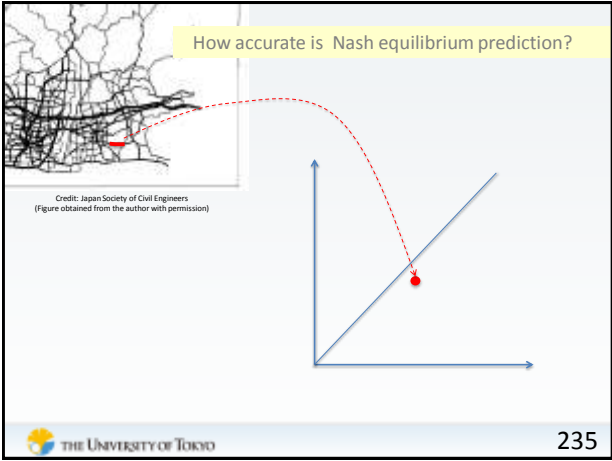 How accurate is Nash equilibrium prediction?
Credit: Japan Society of Civil Engineers
(Figure obtained from the author with permission)
THE UNIVERSITY OF TOKYO
235